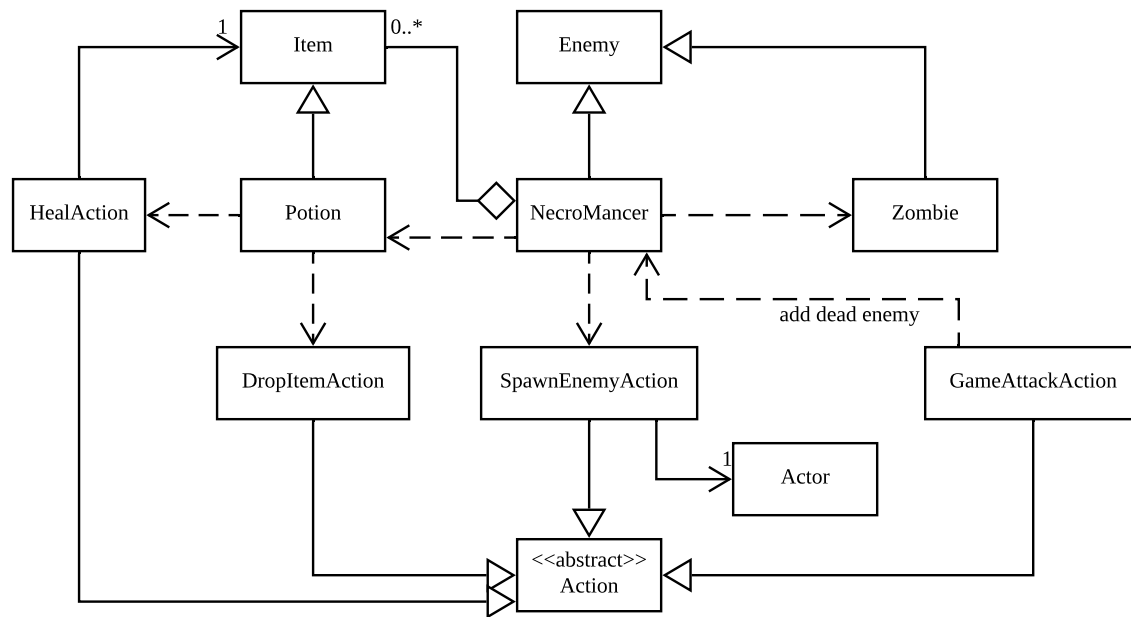 1
Item
0..*
Enemy
HealAction
Potion
NecroMancer
Zombie
add dead enemy
DropItemAction
SpawnEnemyAction
GameAttackAction
1
Actor
<<abstract>>
Action